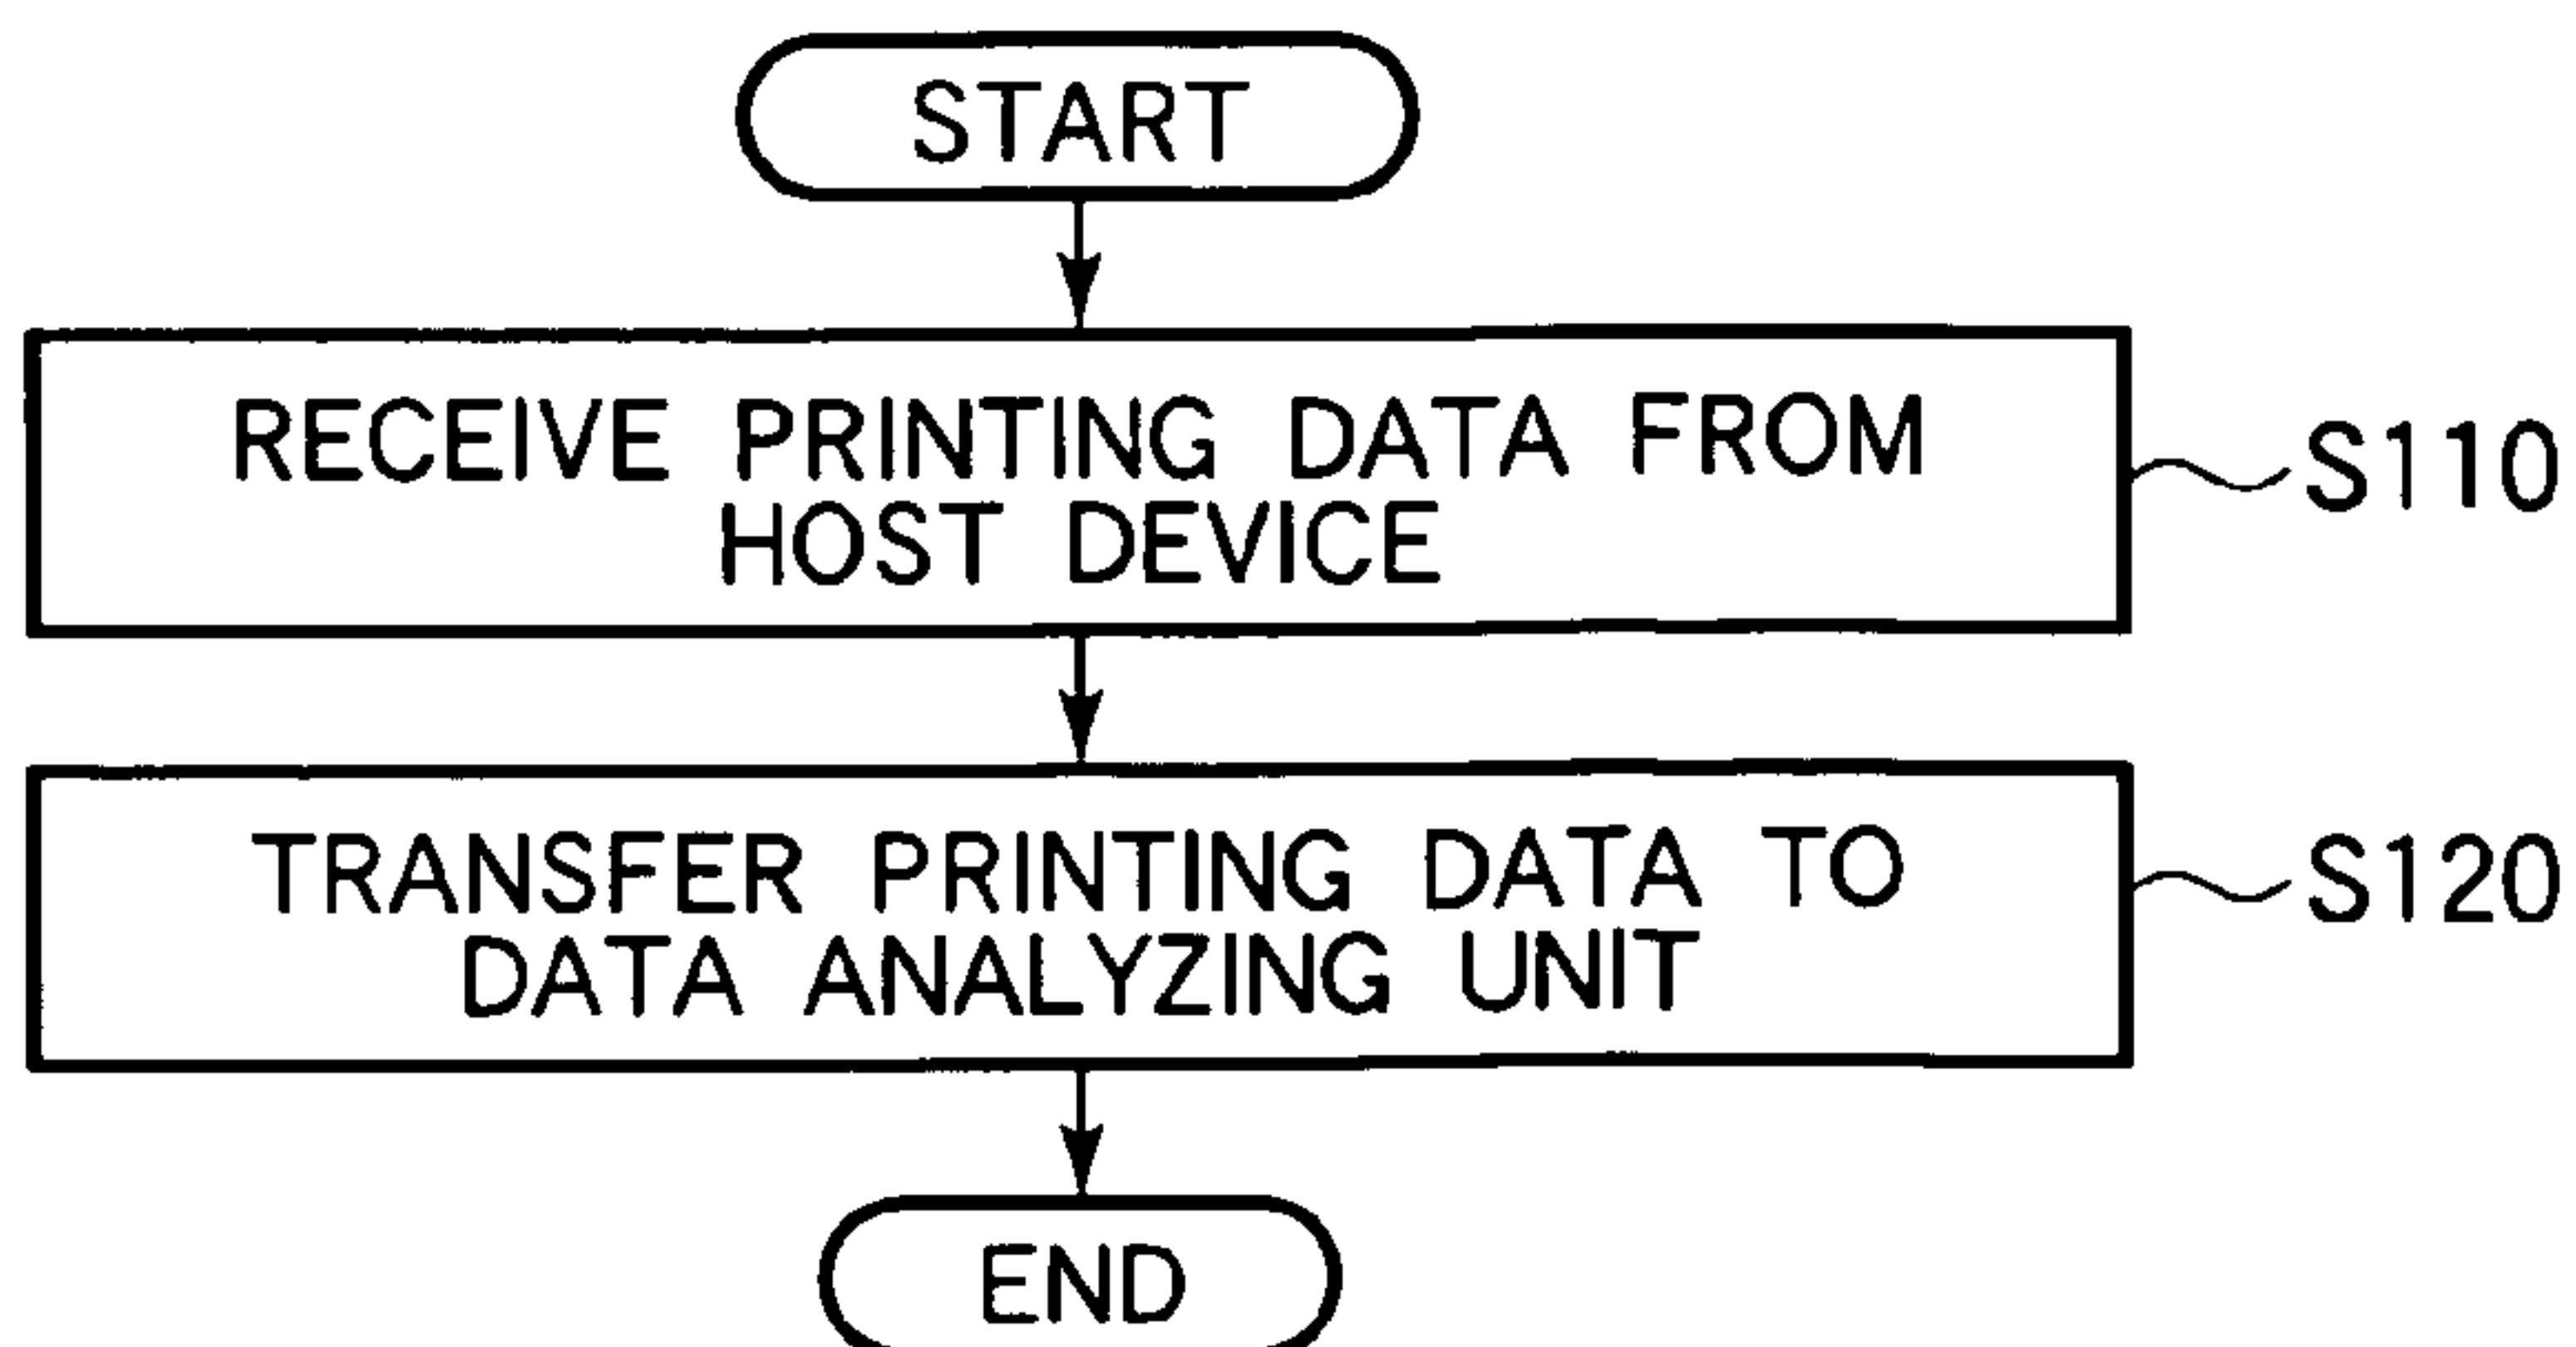 START
RECEIVE PRINTING DATA FROM
HOST DEVICE
S110
TRANSFER PRINTING DATA TO
DATA ANALYZING UNIT
S120
END